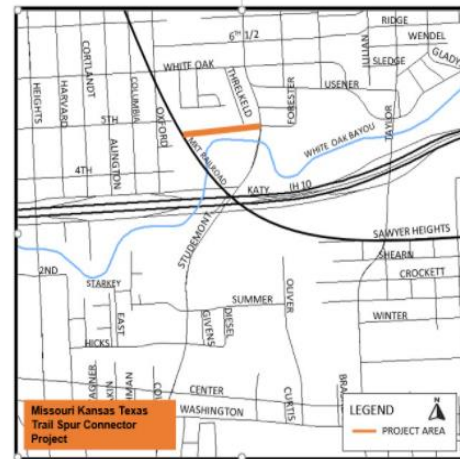 RIDGE
6TH 1/2
WENDEL
JULIAN
SLEDGE
GLADY
CORTLANDT
WHITE OAK
THRELKELD
USENER
HEIGHTS
HARVARD
COLUMBIA
FORESTER
TAYLOR
5TH
OXFORD
WHITE OAK BAYOU
ARLINGTON
MKT RAILROAD
4TH
KATY
IH 10
STUDEMONT
SAWYER HEIGHTS
SHEARN
2ND
CROCKETT
STARKEY
OLIVER
SUMMER
EAST
GIVENS
DIESEL
WINTER
HICKS
CENTER
CURTIS
WASHINGTON
Missouri Kansas Texas
Trail Spur Connector
Project
LEGEND
N
PROJECT AREA